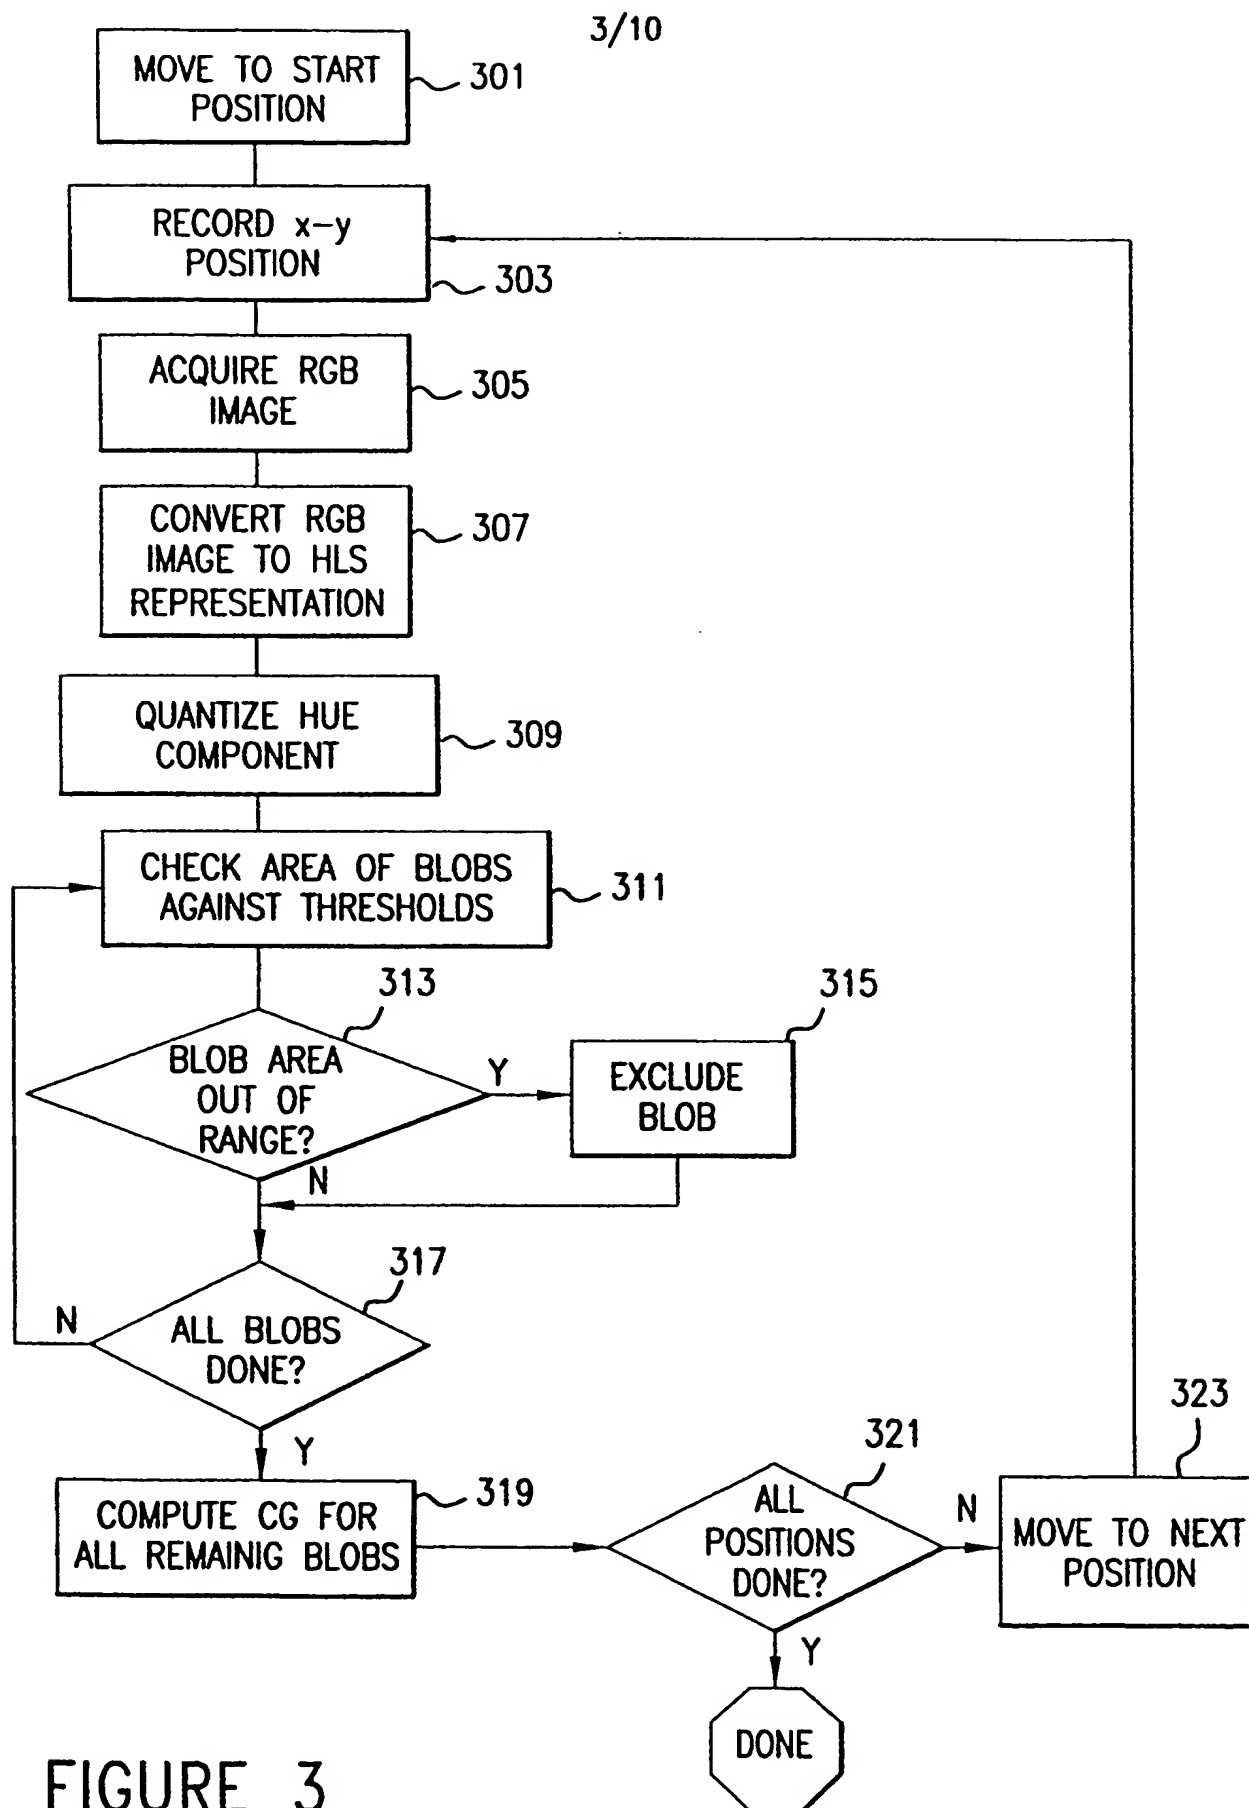 3/10
MOVE TO START
POSITION
301
RECORD x-y
POSITION
303
ACQUIRE RGB
IMAGE
305
CONVERT RGB
IMAGE TO HLS
REPRESENTATION
307
QUANTIZE HUE
COMPONENT
309
CHECK AREA OF BLOBS
AGAINST THRESHOLDS
311
313
BLOB AREA
OUT OF
RANGE?
Y
N
315
EXCLUDE
BLOB
317
ALL BLOBS
DONE?
N
Y
COMPUTE CG FOR
ALL REMAINIG BLOBS
319
321
ALL
POSITIONS
DONE?
N
Y
323
MOVE TO NEXT
POSITION
DONE
FIGURE 3